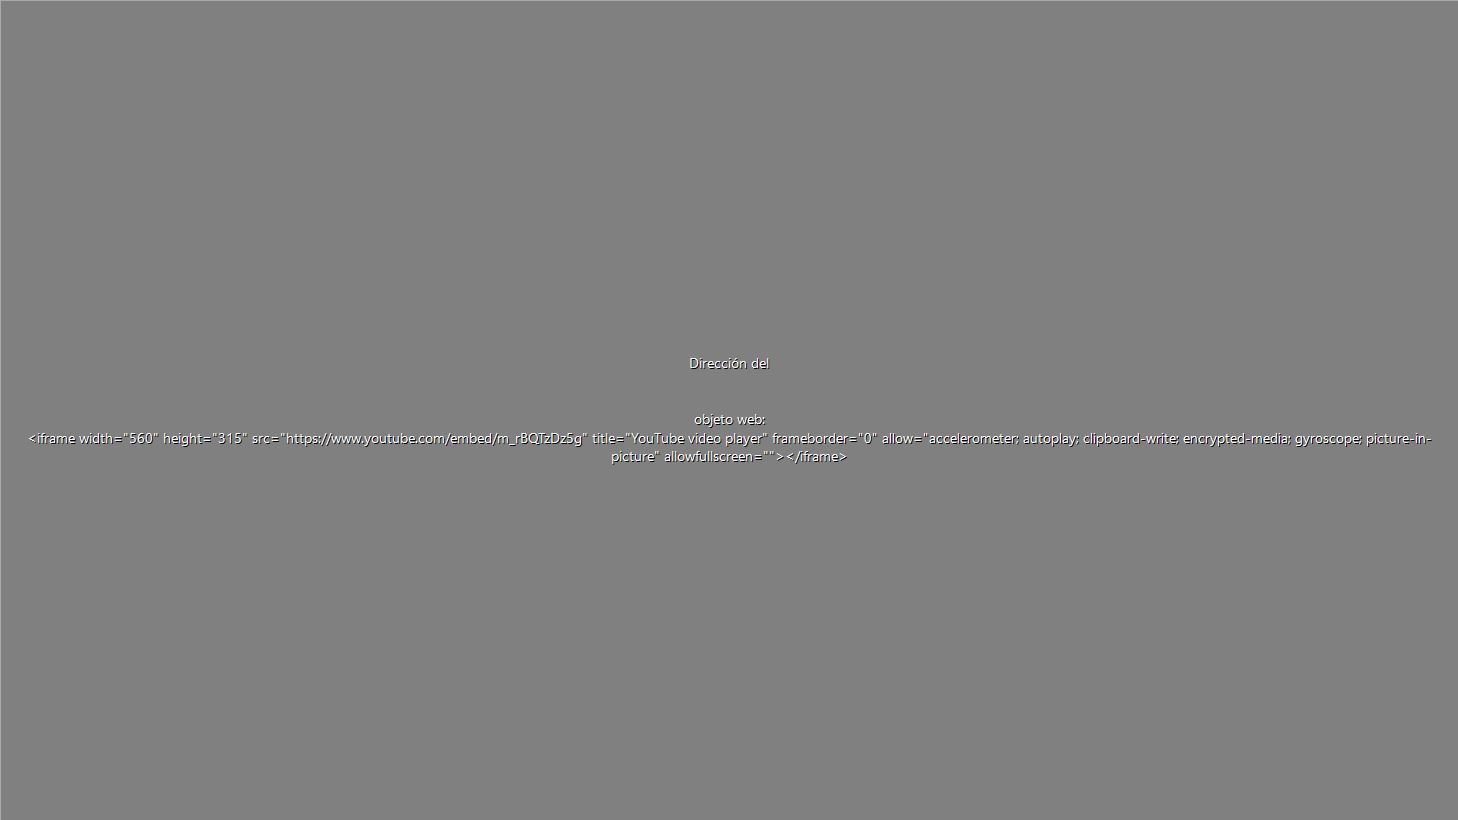 Dirección del
objeto web:
<iframe width="560" height="315" src="https://www.youtube.com/embed/m_rBQTzDz5g" title="YouTube video player" frameborder="0" allow="accelerometer; autoplay; clipboard-write; encrypted-media; gyroscope; picture-in-
picture" allowfullscreen=""></iframe>